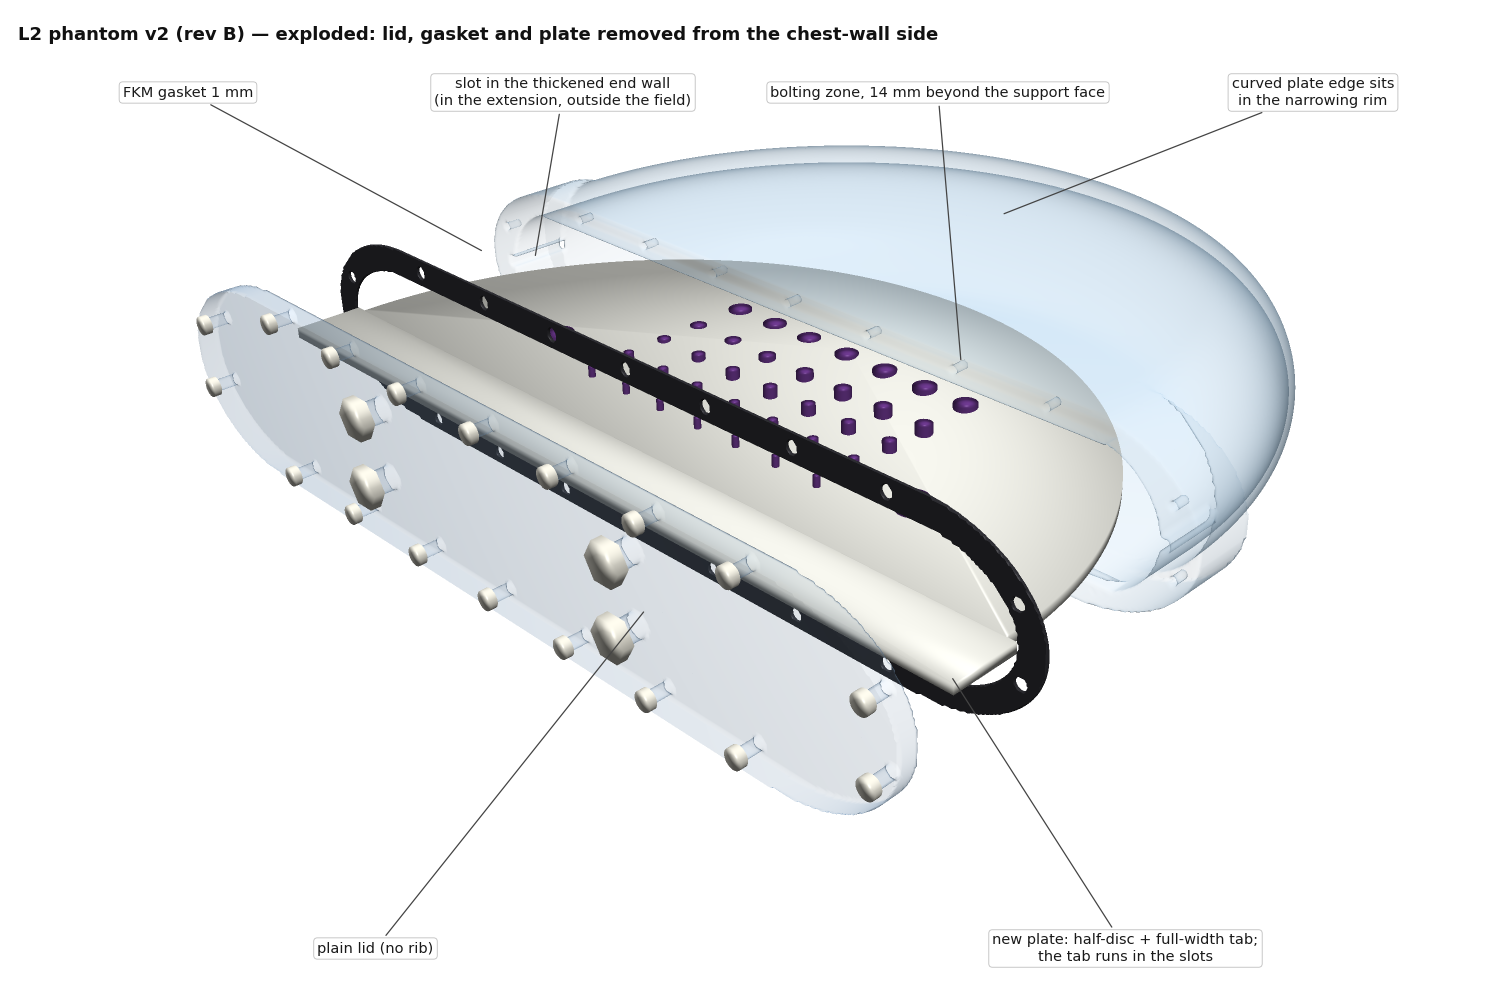 L2 phantom v2 (rev B) — exploded: lid, gasket and plate removed from the chest-wall side
FKM gasket 1 mm
slot in the thickened end wall
(in the extension, outside the field)
bolting zone, 14 mm beyond the support face
curved plate edge sits
in the narrowing rim
plain lid (no rib)
new plate: half-disc + full-width tab;
the tab runs in the slots